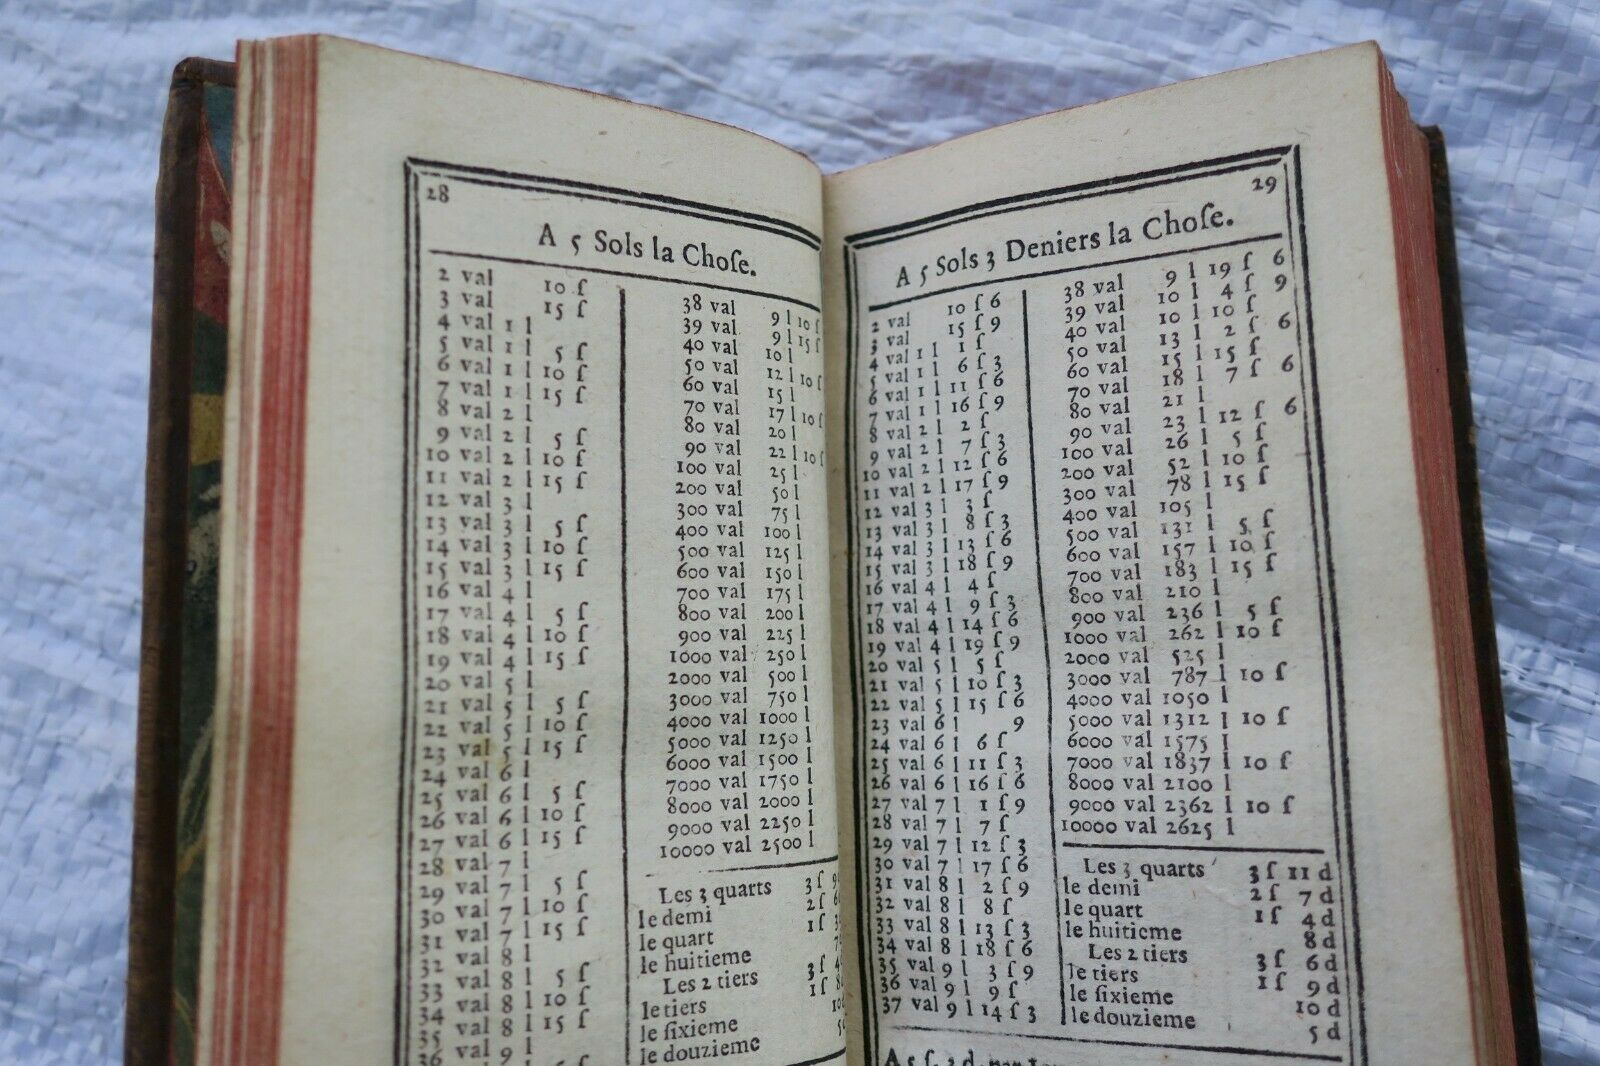 28
A 5 Sols la Choſe.
2 val 10 ſ
3 val 15 ſ
4 val 1 l
5 val 1 l 5 ſ
6 val 1 l 10 ſ
7 val 1 l 15 ſ
8 val 2 l
9 val 2 l 5 ſ
10 val 2 l 10 ſ
11 val 2 l 15 ſ
12 val 3 l
13 val 3 l 5 ſ
14 val 3 l 10 ſ
15 val 3 l 15 ſ
16 val 4 l
17 val 4 l 5 ſ
18 val 4 l 10 ſ
19 val 4 l 15 ſ
20 val 5 l
21 val 5 l 5 ſ
22 val 5 l 10 ſ
23 val 5 l 15 ſ
24 val 6 l
25 val 6 l 5 ſ
26 val 6 l 10 ſ
27 val 6 l 15 ſ
28 val 7 l
29 val 7 l 5 ſ
30 val 7 l 10 ſ
31 val 7 l 15 ſ
32 val 8 l
33 val 8 l 5 ſ
34 val 8 l 10 ſ
35 val 8 l 15 ſ
36 val 9 l
38 val 9 l 10 ſ
39 val 9 l 15 ſ
40 val 10 l
50 val 12 l 10 ſ
60 val 15 l
70 val 17 l 10 ſ
80 val 20 l
90 val 22 l 10 ſ
100 val 25 l
200 val 50 l
300 val 75 l
400 val 100 l
500 val 125 l
600 val 150 l
700 val 175 l
800 val 200 l
900 val 225 l
1000 val 250 l
2000 val 500 l
3000 val 750 l
4000 val 1000 l
5000 val 1250 l
6000 val 1500 l
7000 val 1750 l
8000 val 2000 l
9000 val 2250 l
10000 val 2500 l
Les 3 quarts 3 ſ 9
le demi 2 ſ 6
le quart 1 ſ 3
le huitieme 7
Les 2 tiers 3 ſ 4
le tiers 1 ſ 8
le ſixieme 10
le douzieme 5
29
A 5 Sols 3 Deniers la Choſe.
2 val 10 ſ 6
3 val 15 ſ 9
4 val 1 l 1 ſ
5 val 1 l 6 ſ 3
6 val 1 l 11 ſ 6
7 val 1 l 16 ſ 9
8 val 2 l 2 ſ
9 val 2 l 7 ſ 3
10 val 2 l 12 ſ 6
11 val 2 l 17 ſ 9
12 val 3 l 3 ſ
13 val 3 l 8 ſ 3
14 val 3 l 13 ſ 6
15 val 3 l 18 ſ 9
16 val 4 l 4 ſ
17 val 4 l 9 ſ 3
18 val 4 l 14 ſ 6
19 val 4 l 19 ſ 9
20 val 5 l 5 ſ
21 val 5 l 10 ſ 3
22 val 5 l 15 ſ 6
23 val 6 l 9
24 val 6 l 6 ſ
25 val 6 l 11 ſ 3
26 val 6 l 16 ſ 6
27 val 7 l 1 ſ 9
28 val 7 l 7 ſ
29 val 7 l 12 ſ 3
30 val 7 l 17 ſ 6
31 val 8 l 2 ſ 9
32 val 8 l 8 ſ
33 val 8 l 13 ſ 3
34 val 8 l 18 ſ 6
35 val 9 l 3 ſ 9
36 val 9 l 9 ſ
37 val 9 l 14 ſ 3
38 val 9 l 19 ſ 6
39 val 10 l 4 ſ 9
40 val 10 l 10 ſ
50 val 13 l 2 ſ 6
60 val 15 l 15 ſ
70 val 18 l 7 ſ 6
80 val 21 l
90 val 23 l 12 ſ 6
100 val 26 l 5 ſ
200 val 52 l 10 ſ
300 val 78 l 15 ſ
400 val 105 l
500 val 131 l 5 ſ
600 val 157 l 10 ſ
700 val 183 l 15 ſ
800 val 210 l
900 val 236 l 5 ſ
1000 val 262 l 10 ſ
2000 val 525 l
3000 val 787 l 10 ſ
4000 val 1050 l
5000 val 1312 l 10 ſ
6000 val 1575 l
7000 val 1837 l 10 ſ
8000 val 2100 l
9000 val 2362 l 10 ſ
10000 val 2625 l
Les 3 quarts 3 ſ 11 d
le demi 2 ſ 7 d
le quart 1 ſ 4 d
le huitieme 8 d
Les 2 tiers 3 ſ 6 d
le tiers 1 ſ 9 d
le ſixieme 10 d
le douzieme 5 d
A 5 ſ. 3 d. par